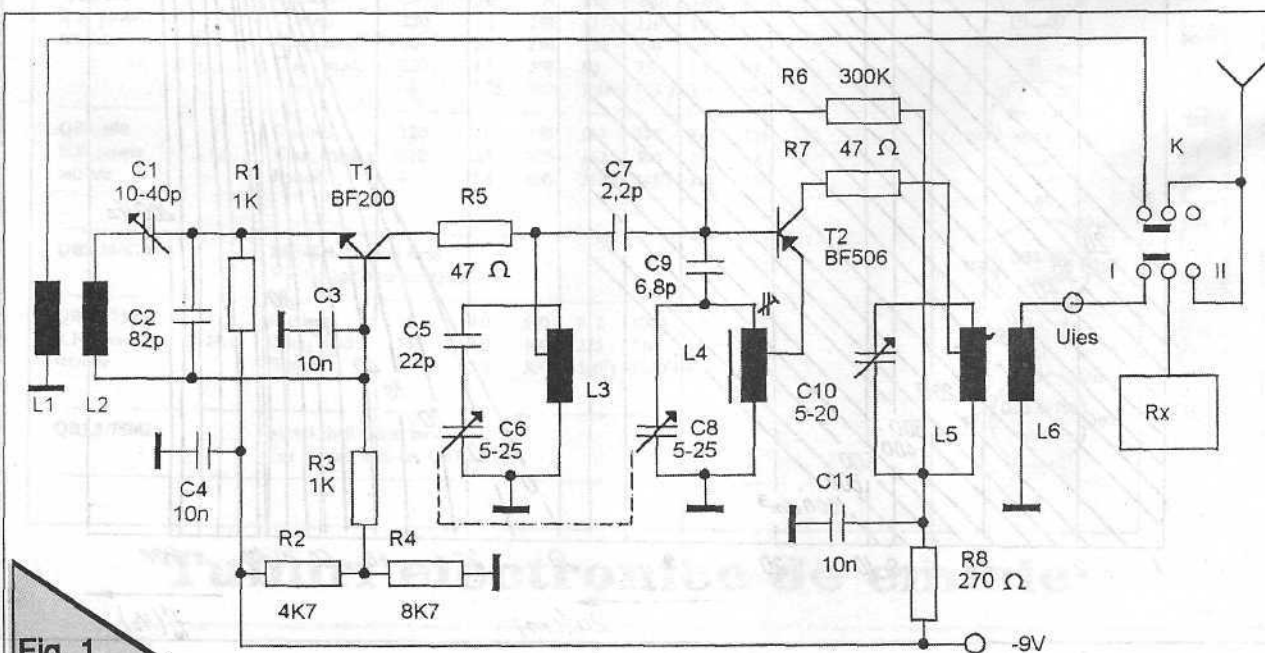 R6 300K
R7 47 Ω
K
C1 10-40p
R1 1K
T1 BF200
R5 47 Ω
C7 2,2p
T2 BF506
C9 6,8p
C2 82p
C3 10n
C5 22p
L3
L4
C10 5-20
I II
Uies
Rx
L1 L2
C6 5-25
C8 5-25
L5 L6
C4 10n
R3 1K
C11 10n
R2 4K7
R4 8K7
R8 270 Ω
-9V
Fig. 1